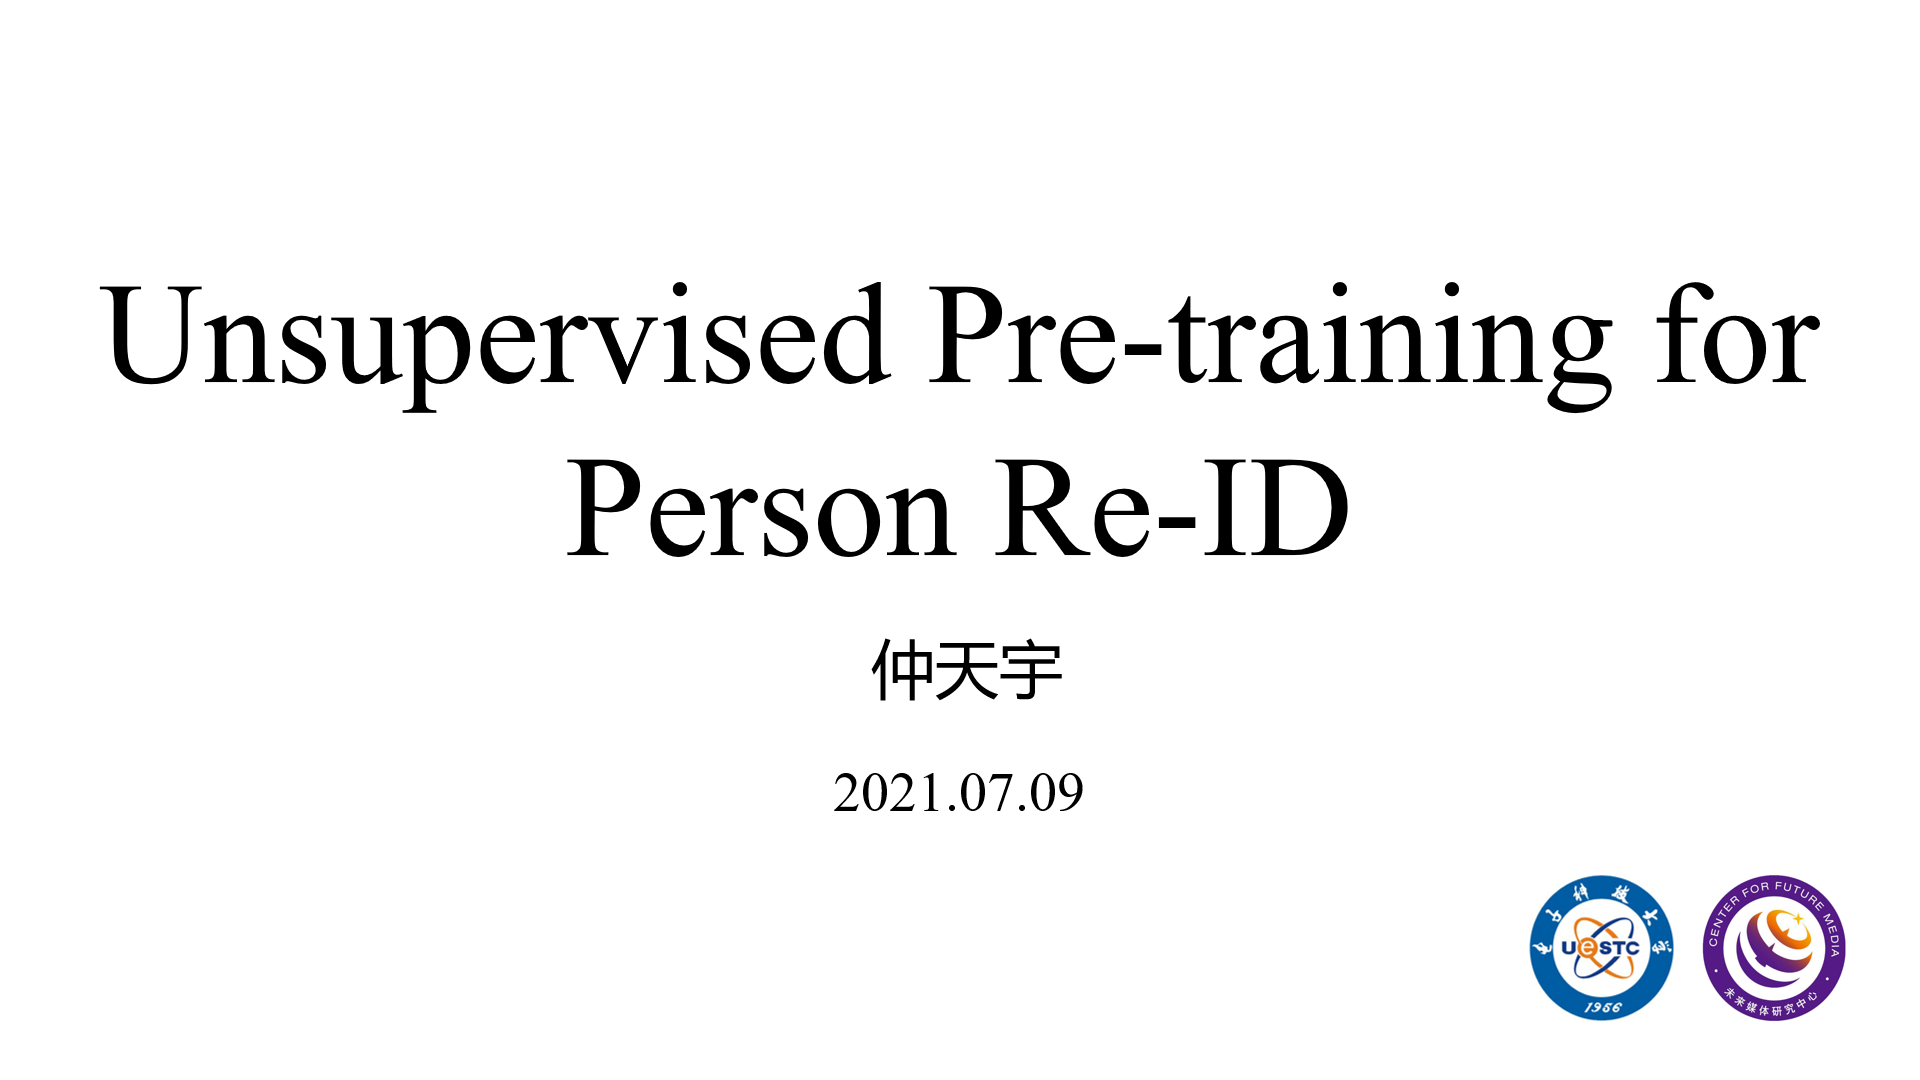 Unsupervised Pre-training for
Person Re-ID
仲天宇
2021.07.09
电子科技大学
UeSTC
1956
CENTER FOR FUTURE MEDIA
未来媒体研究中心